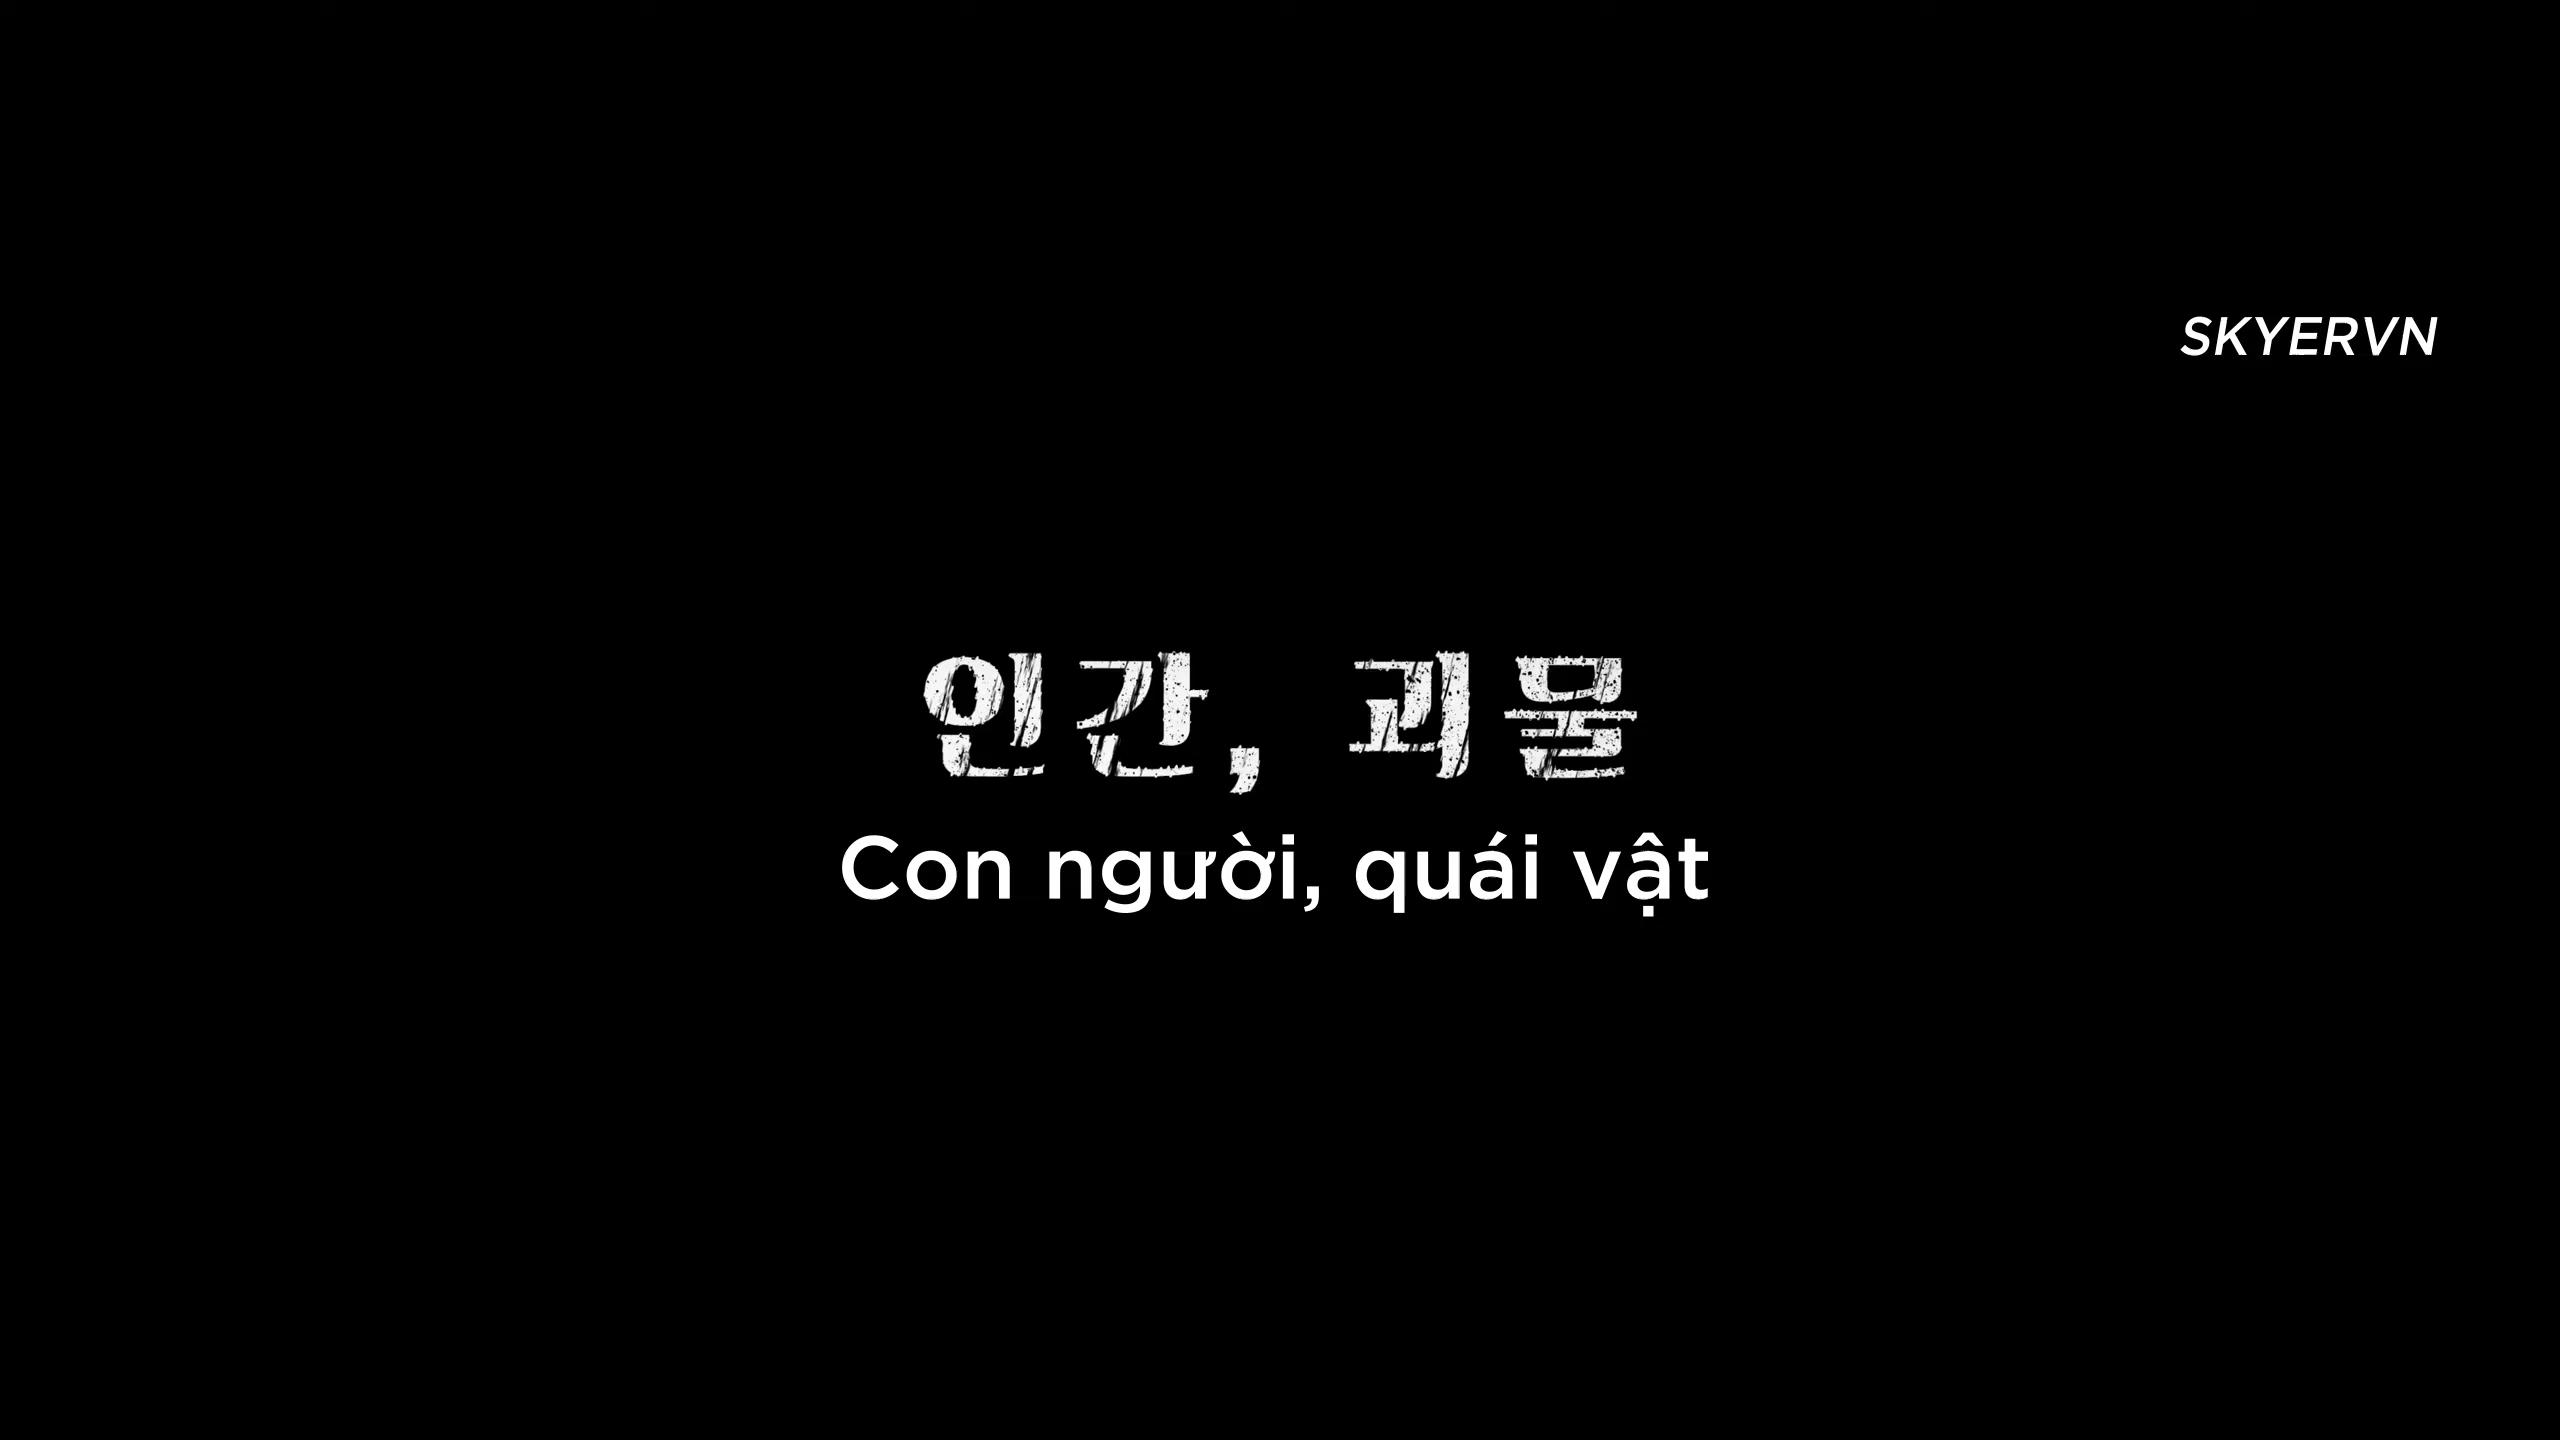 SKYERVN
인간, 괴물
Con người, quái vật